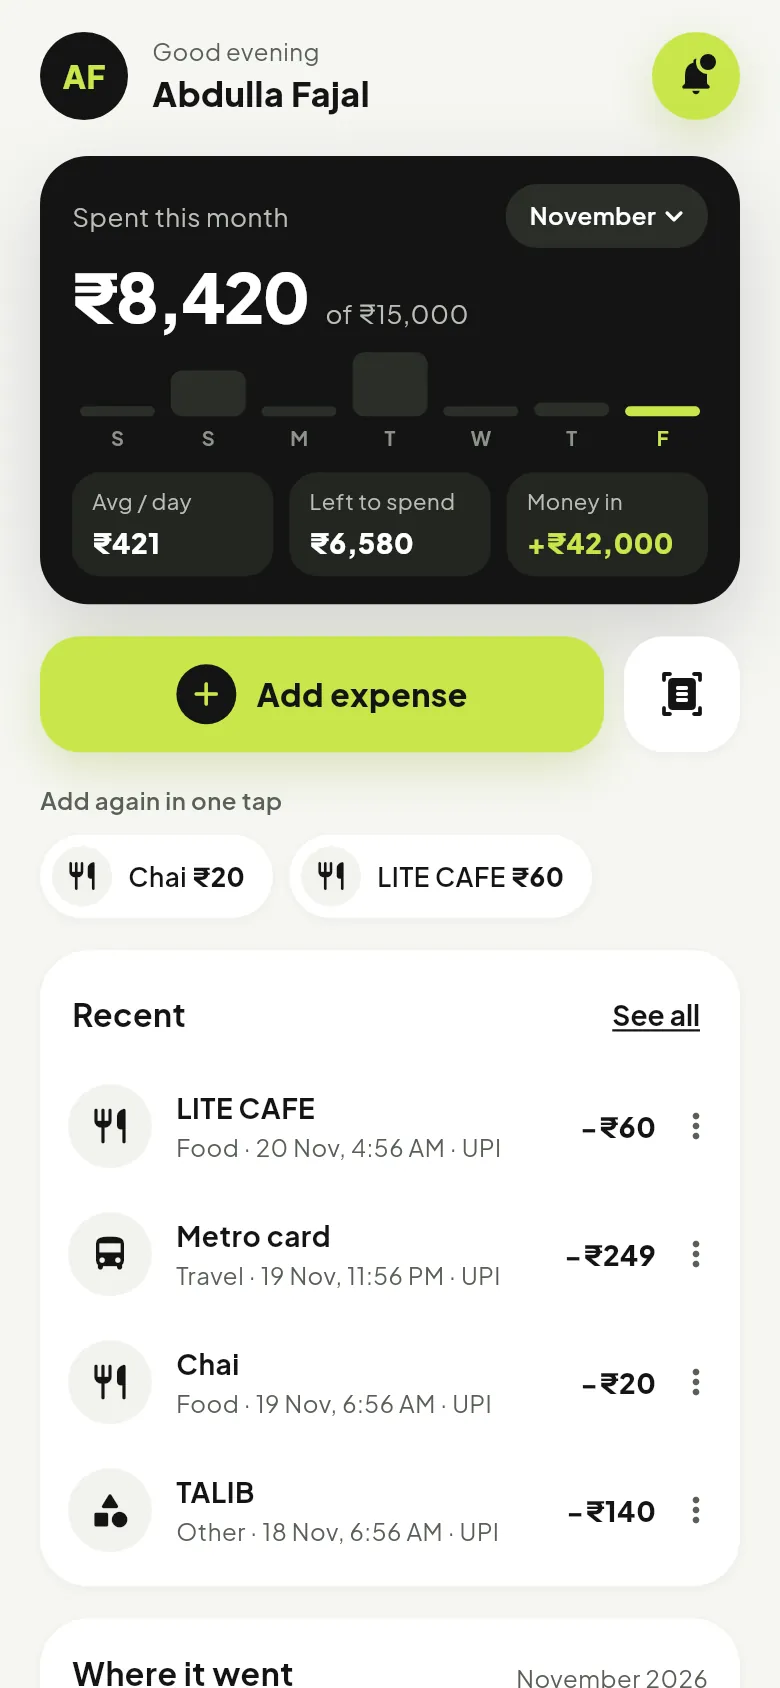 AF
Good evening
Abdulla Fajal
Spent this month
November
₹8,420 of ₹15,000
S S M T W T F
Avg / day Left to spend Money in
₹421 ₹6,580 +₹42,000
Add expense
Add again in one tap
Chai ₹20 LITE CAFE ₹60
Recent See all
LITE CAFE
Food · 20 Nov, 4:56 AM · UPI
-₹60
Metro card
Travel · 19 Nov, 11:56 PM · UPI
-₹249
Chai
Food · 19 Nov, 6:56 AM · UPI
-₹20
TALIB
Other · 18 Nov, 6:56 AM · UPI
-₹140
Where it went November 2026